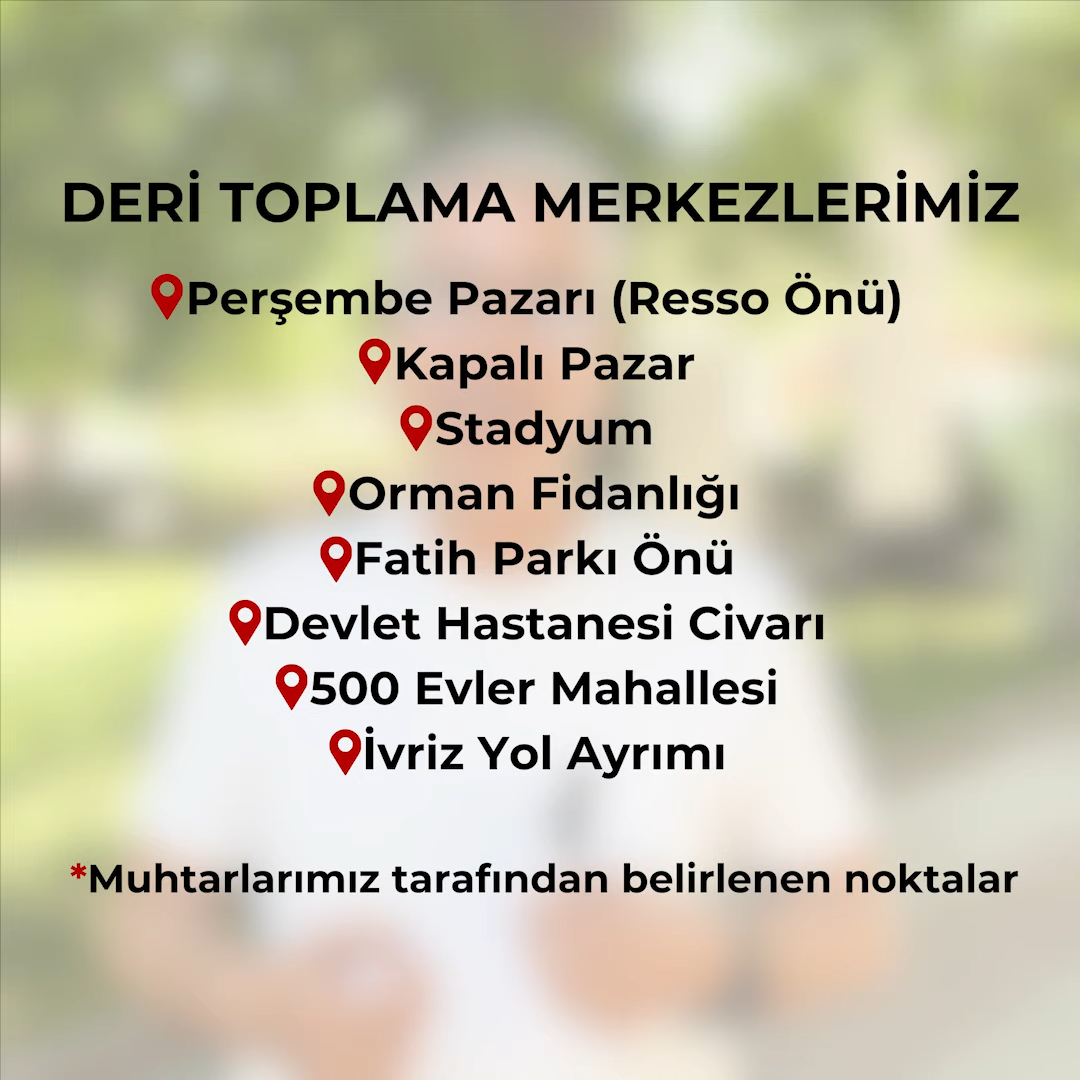 DERİ TOPLAMA MERKEZLERİMİZ
Perşembe Pazarı (Resso Önü)
Kapalı Pazar
Stadyum
Orman Fidanlığı
Fatih Parkı Önü
Devlet Hastanesi Civarı
500 Evler Mahallesi
İvriz Yol Ayrımı
*Muhtarlarımız tarafından belirlenen noktalar